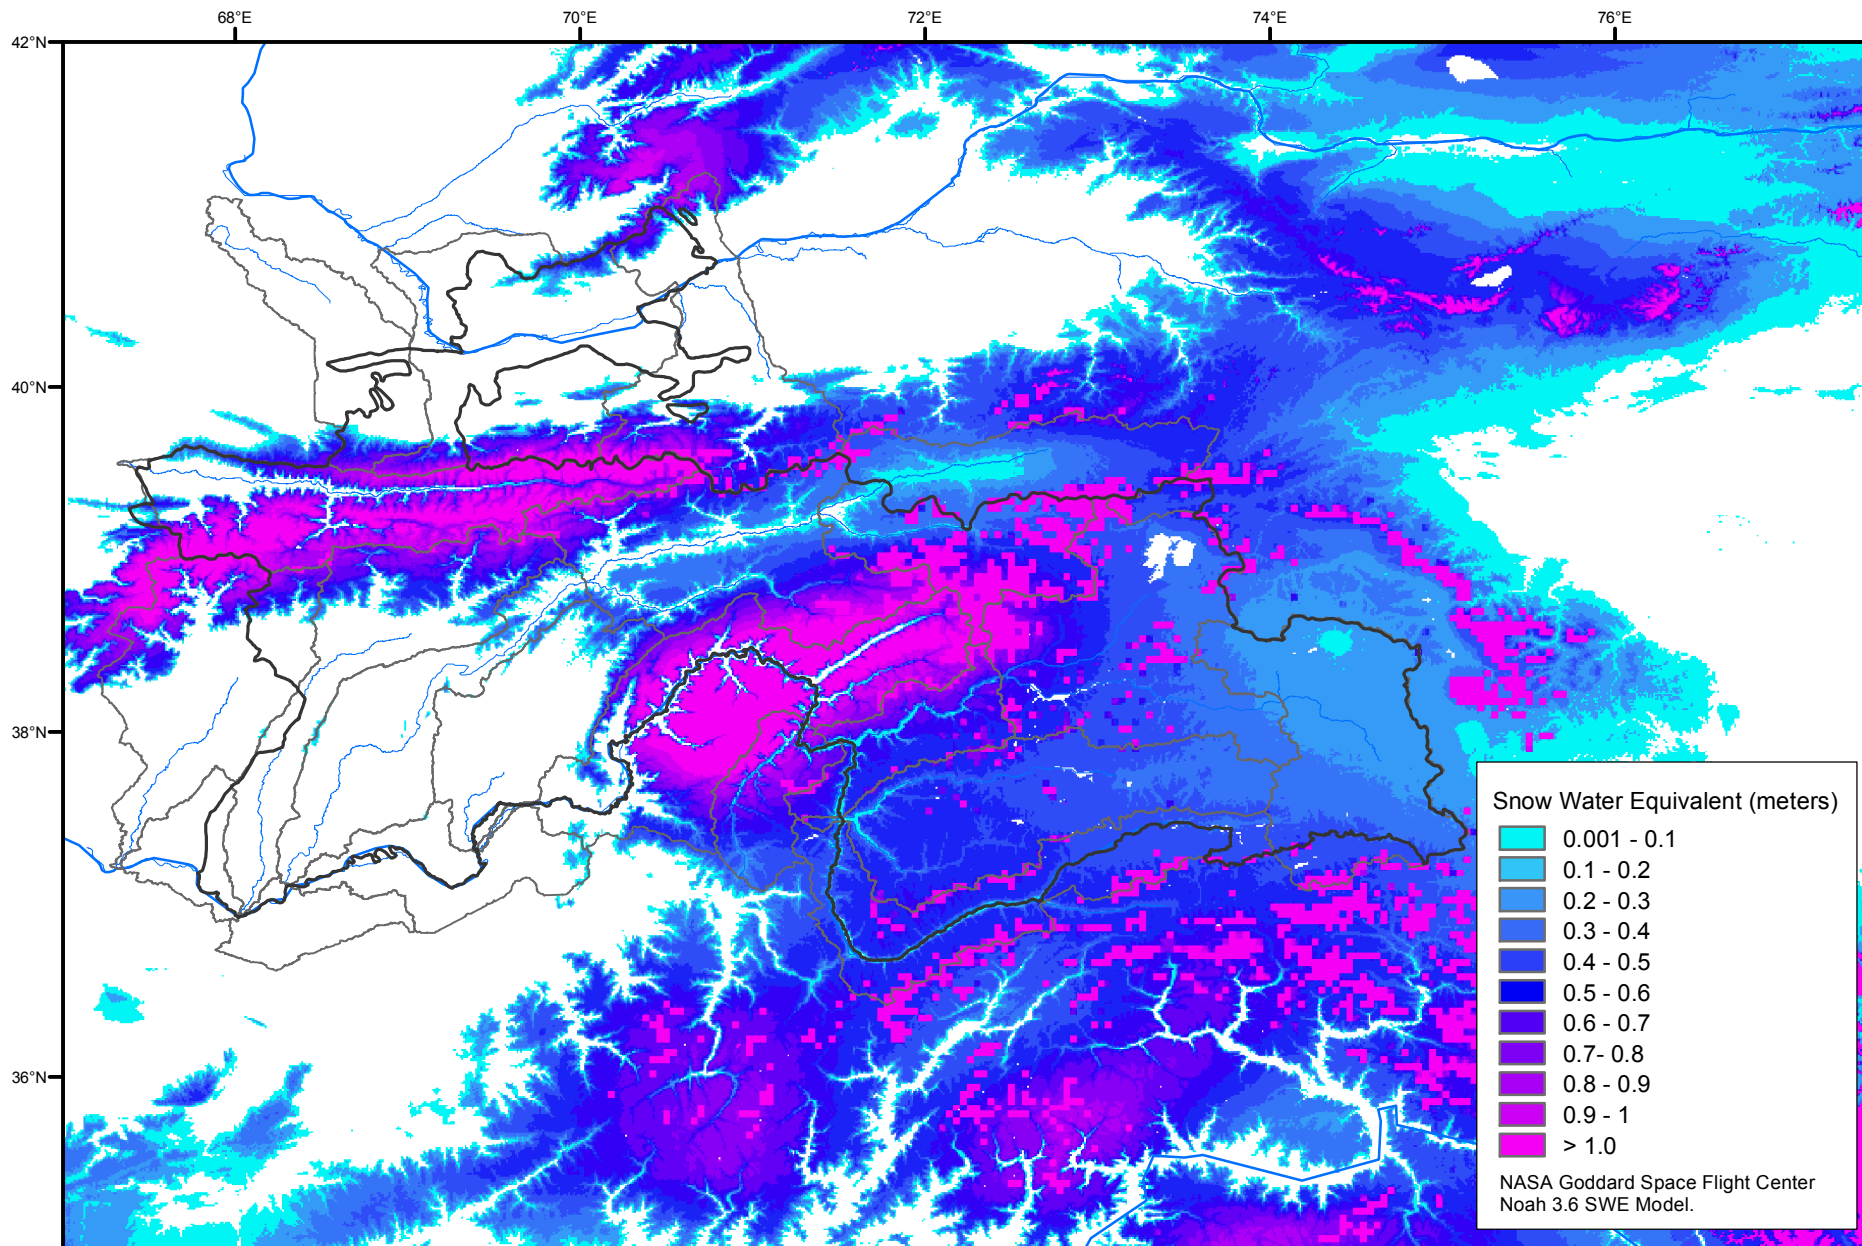 68°E
70°E
72°E
74°E
76°E
42°N
40°N
38°N
36°N
Snow Water Equivalent (meters)
0.001 - 0.1
0.1 - 0.2
0.2 - 0.3
0.3 - 0.4
0.4 - 0.5
0.5 - 0.6
0.6 - 0.7
0.7- 0.8
0.8 - 0.9
0.9 - 1
> 1.0
NASA Goddard Space Flight Center
Noah 3.6 SWE Model.